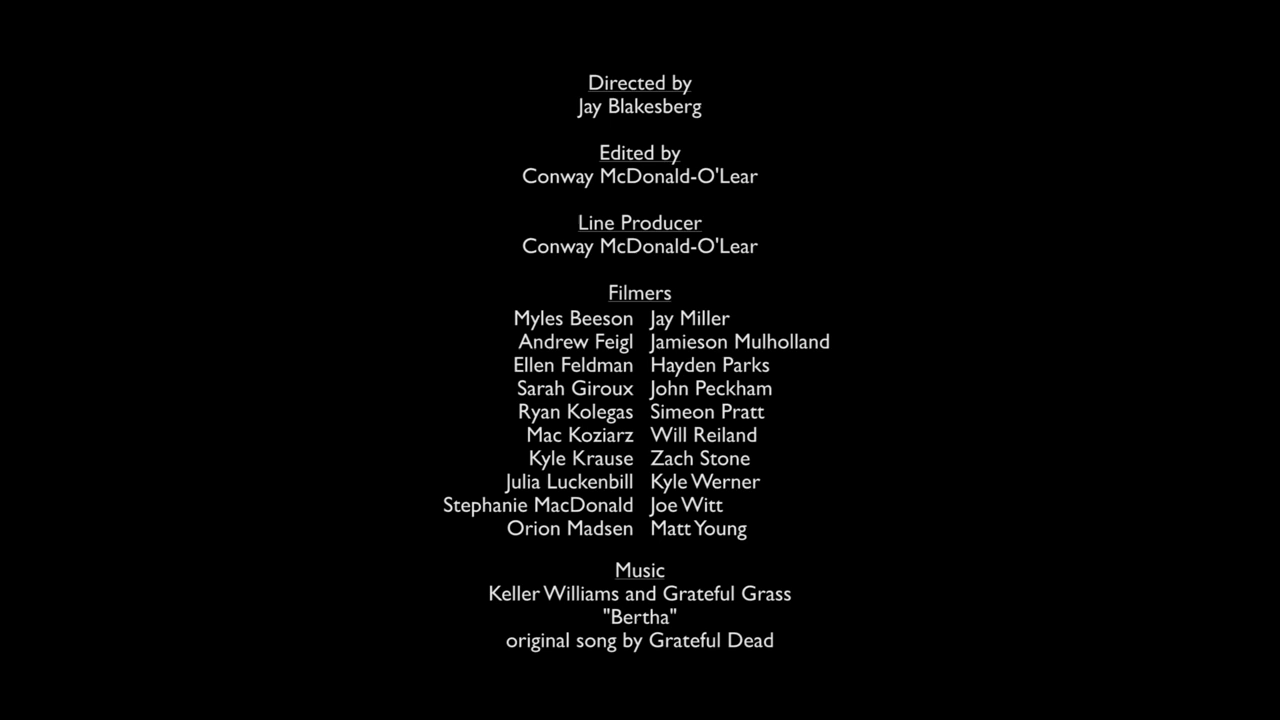 Directed by
Jay Blakesberg
Edited by
Conway McDonald-O'Lear
Line Producer
Conway McDonald-O'Lear
Filmers
Myles Beeson Jay Miller
Andrew Feigl Jamieson Mulholland
Ellen Feldman Hayden Parks
Sarah Giroux John Peckham
Ryan Kolegas Simeon Pratt
Mac Koziarz Will Reiland
Kyle Krause Zach Stone
Julia Luckenbill Kyle Werner
Stephanie MacDonald Joe Witt
Orion Madsen Matt Young
Music
Keller Williams and Grateful Grass
"Bertha"
original song by Grateful Dead